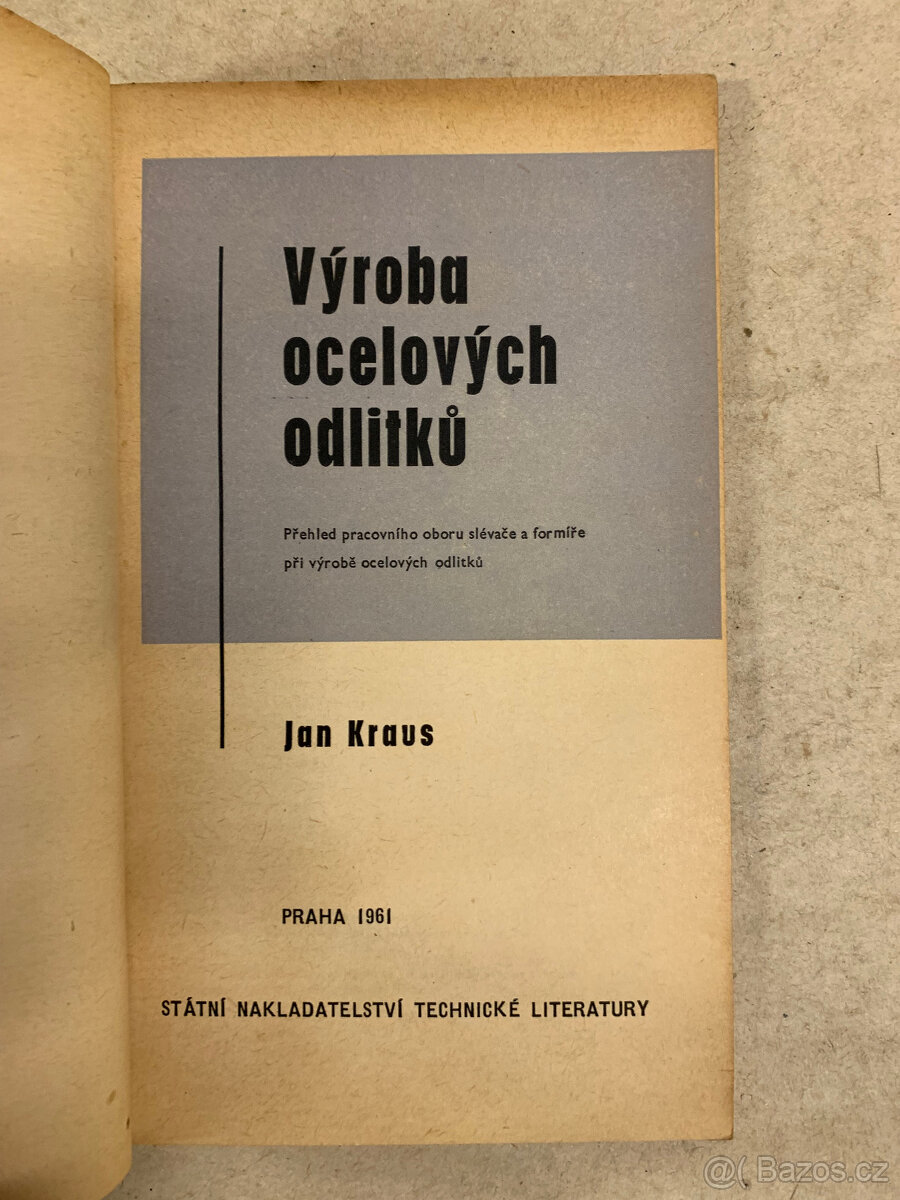 Výroba
ocelových
odlitků
Přehled pracovního oboru slévače a formíře
při výrobě ocelových odlitků
Jan Kraus
PRAHA 1961
STÁTNÍ NAKLADATELSTVÍ TECHNICKÉ LITERATURY
@( Bazos.cz